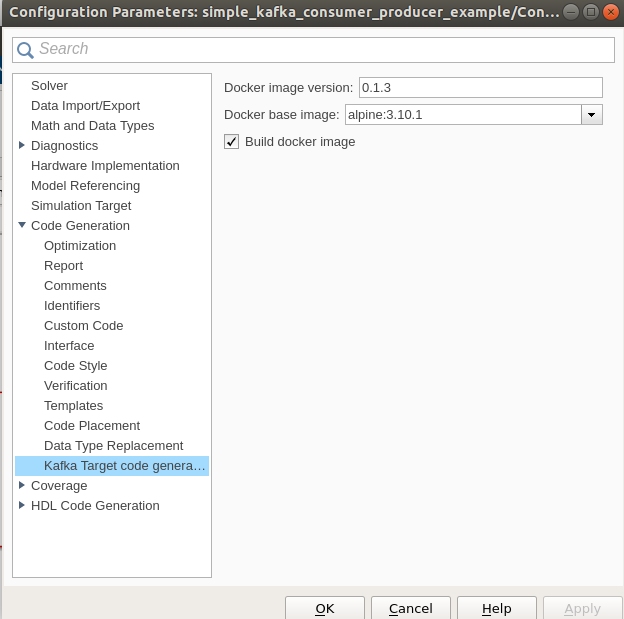 Configuration Parameters: simple_kafka_consumer_producer_example/Con...
Search
Solver
Data Import/Export
Math and Data Types
Diagnostics
Hardware Implementation
Model Referencing
Simulation Target
Code Generation
Optimization
Report
Comments
Identifiers
Custom Code
Interface
Code Style
Verification
Templates
Code Placement
Data Type Replacement
Kafka Target code genera...
Coverage
HDL Code Generation
Docker image version: 0.1.3
Docker base image: alpine:3.10.1
Build docker image
OK Cancel Help Apply